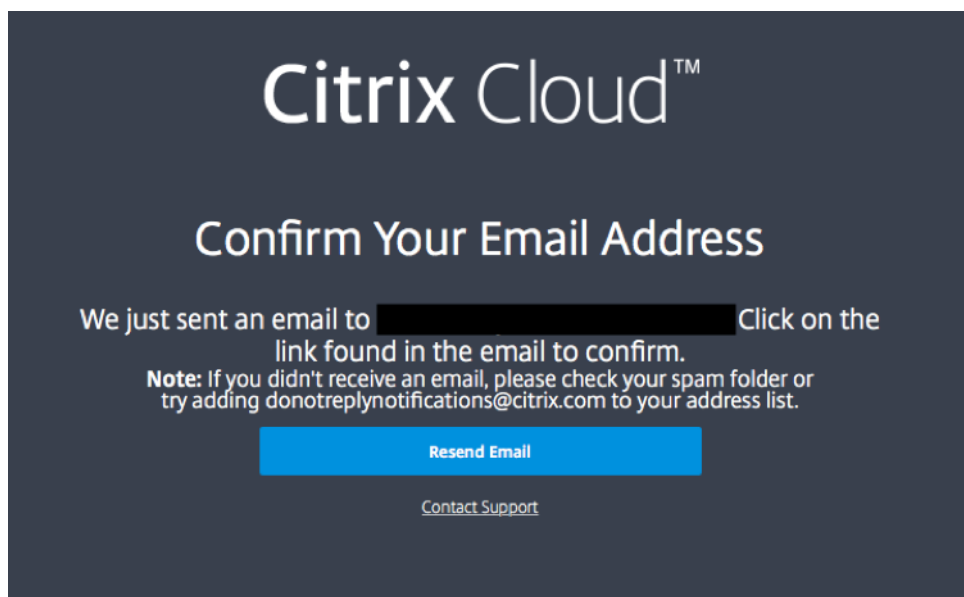 Citrix Cloud™
Confirm Your Email Address
We just sent an email to Click on the
link found in the email to confirm.
Note: If you didn't receive an email, please check your spam folder or
try adding donotreplynotifications@citrix.com to your address list.
Resend Email
Contact Support